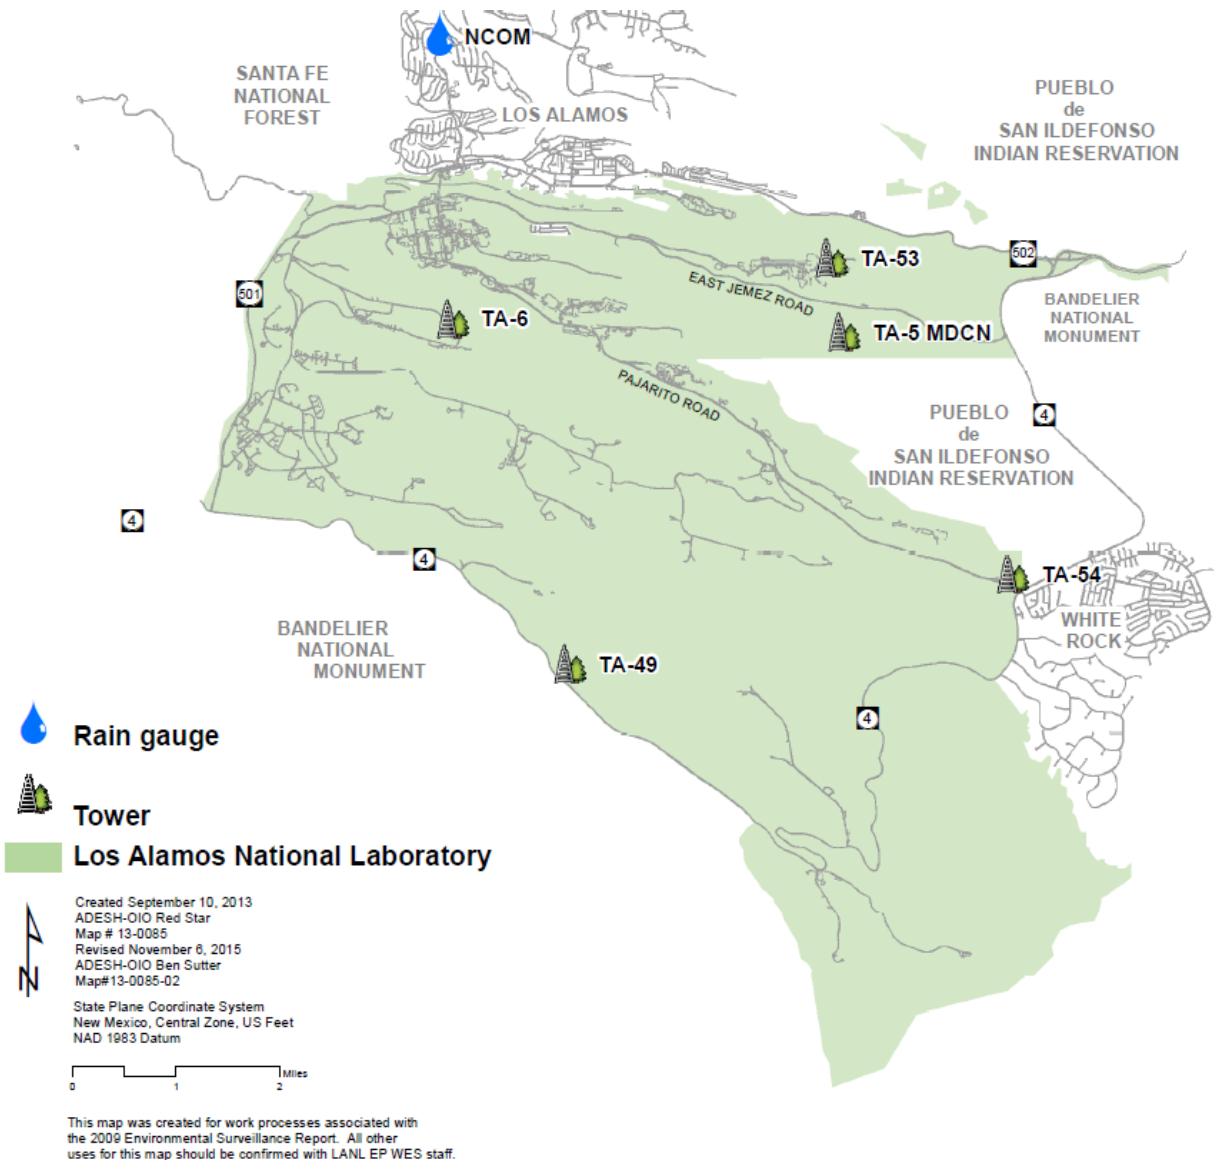 NCOM
SANTA FE
NATIONAL
FOREST
LOS ALAMOS
PUEBLO
de
SAN ILDEFONSO
INDIAN RESERVATION
TA-53
502
EAST JEMEZ ROAD
501
TA-6
TA-5 MDCN
BANDELIER
NATIONAL
MONUMENT
PAJARITO ROAD
4
PUEBLO
de
SAN ILDEFONSO
INDIAN RESERVATION
4
4
TA-54
WHITE
ROCK
BANDELIER
NATIONAL
MONUMENT
TA-49
4
Rain gauge
Tower
Los Alamos National Laboratory
Created September 10, 2013
ADESH-OIO Red Star
Map # 13-0085
Revised November 6, 2015
ADESH-OIO Ben Sutter
Map#13-0085-02
N
State Plane Coordinate System
New Mexico, Central Zone, US Feet
NAD 1983 Datum
Miles
0 1 2
This map was created for work processes associated with
the 2009 Environmental Surveillance Report. All other
uses for this map should be confirmed with LANL EP WES staff.